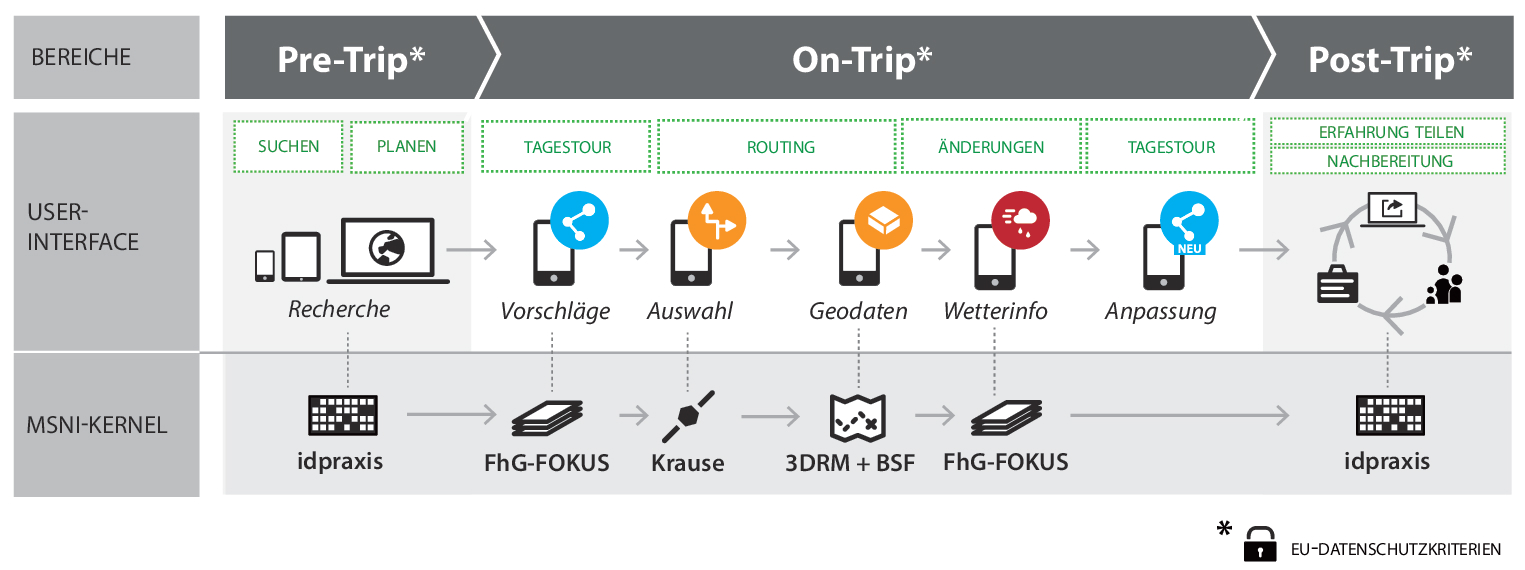 BEREICHE
Pre-Trip*
On-Trip*
Post-Trip*
USER-
INTERFACE
SUCHEN
PLANEN
TAGESTOUR
ROUTING
ÄNDERUNGEN
TAGESTOUR
ERFAHRUNG TEILEN
NACHBEREITUNG
NEU
Recherche
Vorschläge
Auswahl
Geodaten
Wetterinfo
Anpassung
MSNI-KERNEL
idpraxis
FhG-FOKUS
Krause
3DRM + BSF
FhG-FOKUS
idpraxis
* EU-DATENSCHUTZKRITERIEN